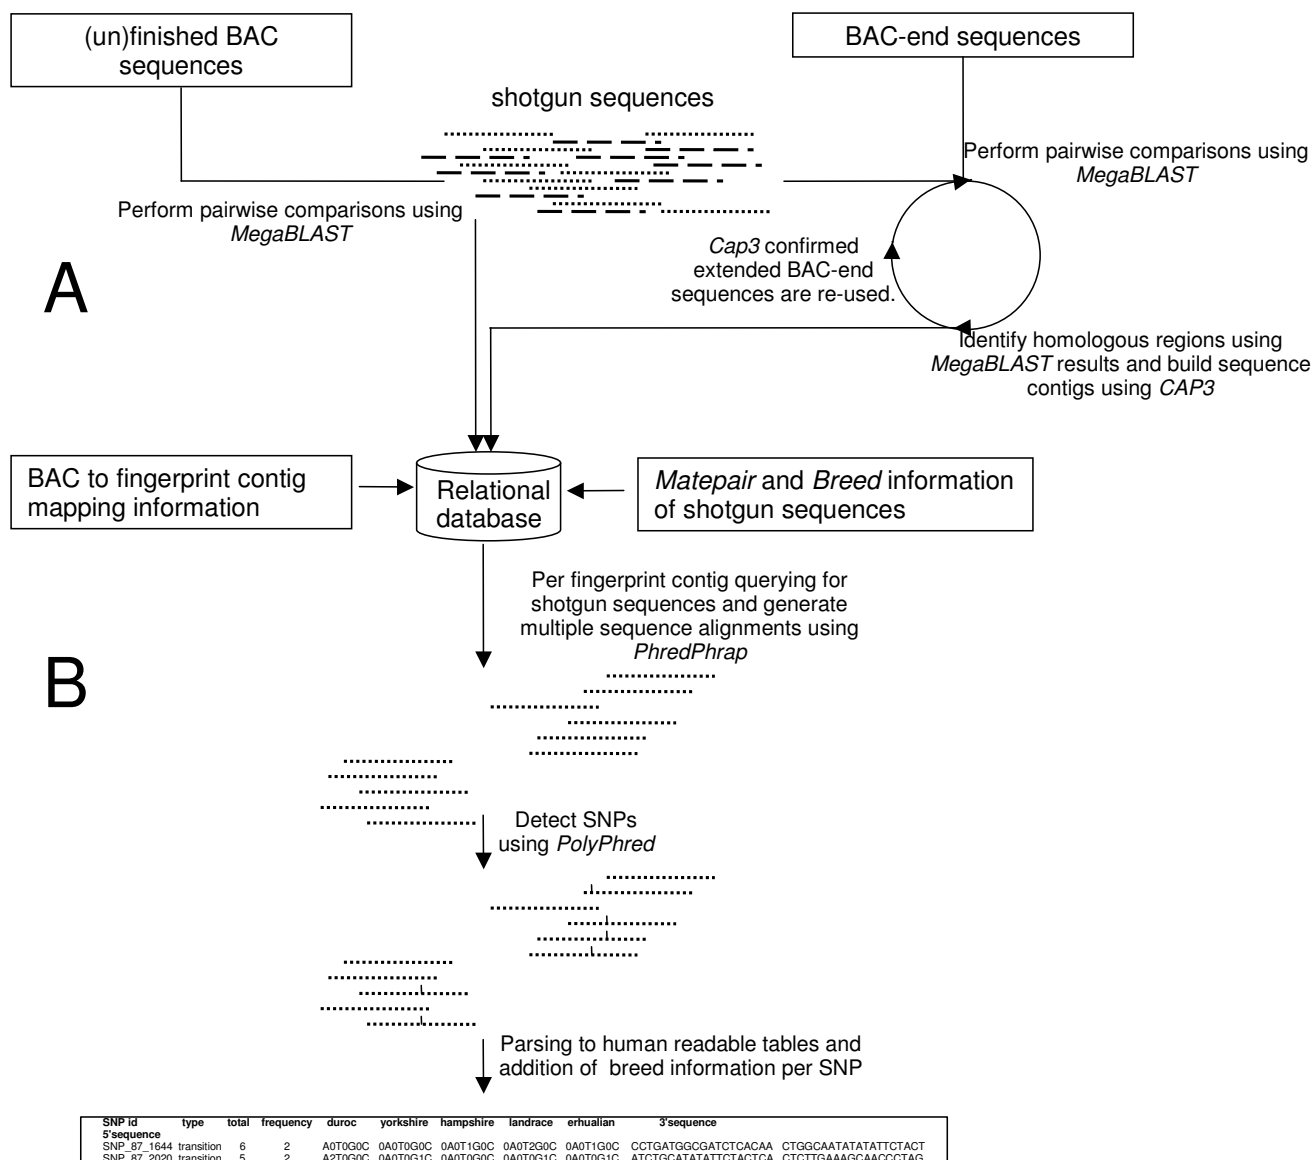 (un)finished BAC
sequences
BAC-end sequences
shotgun sequences
Perform pairwise comparisons using
MegaBLAST
Perform pairwise comparisons using
MegaBLAST
Cap3 confirmed
extended BAC-end
sequences are re-used.
A
Identify homologous regions using
MegaBLAST results and build sequence
contigs using CAP3
BAC to fingerprint contig
mapping information
Relational
database
Matepair and Breed information
of shotgun sequences
Per fingerprint contig querying for
shotgun sequences and generate
multiple sequence alignments using
PhredPhrap
B
Detect SNPs
using PolyPhred
Parsing to human readable tables and
addition of breed information per SNP
SNP id type total frequency duroc yorkshire hampshire landrace erhualian 3'sequence
5'sequence
SNP_87_1644 transition 6 2 A0T0G0C 0A0T0G0C 0A0T1G0C 0A0T2G0C 0A0T1G0C CCTGATGGCGATCTCACAA CTGGCAATATATATTCTACT
SNP_87_2020 transition 5 2 A2T0G0C 0A0T0G1C 0A0T0G0C 0A0T0G1C 0A0T0G1C ATCTGCATATATTCTACTCA CTCTTGAAAGCAACCCTAG